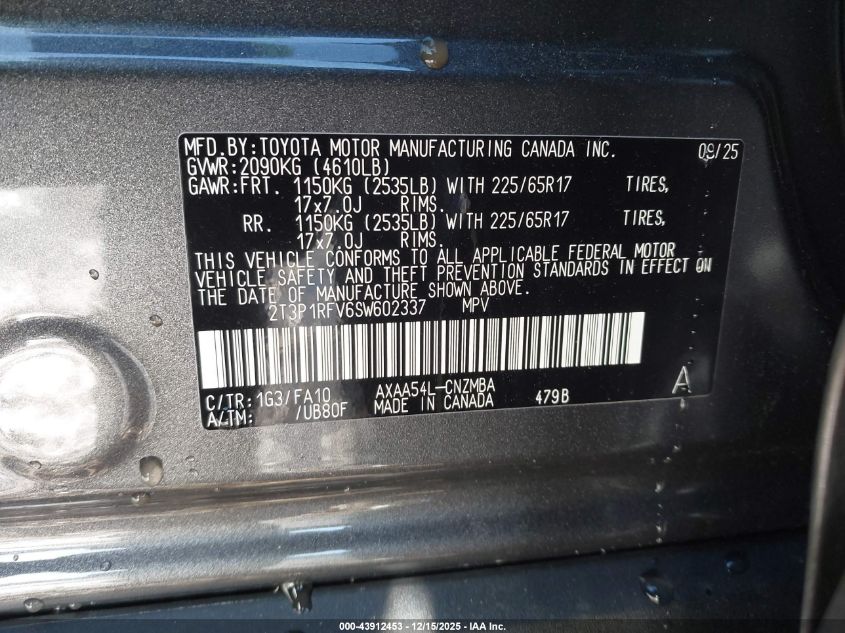 MFD.BY:TOYOTA MOTOR MANUFACTURING CANADA INC. 09/25
GVWR:2090KG (4610LB)
GAWR:FRT. 1150KG (2535LB) WITH 225/65R17 TIRES,
17x7.0J RIMS.
RR. 1150KG (2535LB) WITH 225/65R17 TIRES,
17x7.0J RIMS.
THIS VEHICLE CONFORMS TO ALL APPLICABLE FEDERAL MOTOR
VEHICLE SAFETY AND THEFT PREVENTION STANDARDS IN EFFECT ON
THE DATE OF MANUFACTURE SHOWN ABOVE.
2T3P1RFV6SW602337 MPV
C/TR:1G3/FA10 AXAA54L-CNZMBA A
A/TM: /UB80F MADE IN CANADA 479B
000-43912453 - 12/15/2025 - IAA Inc.